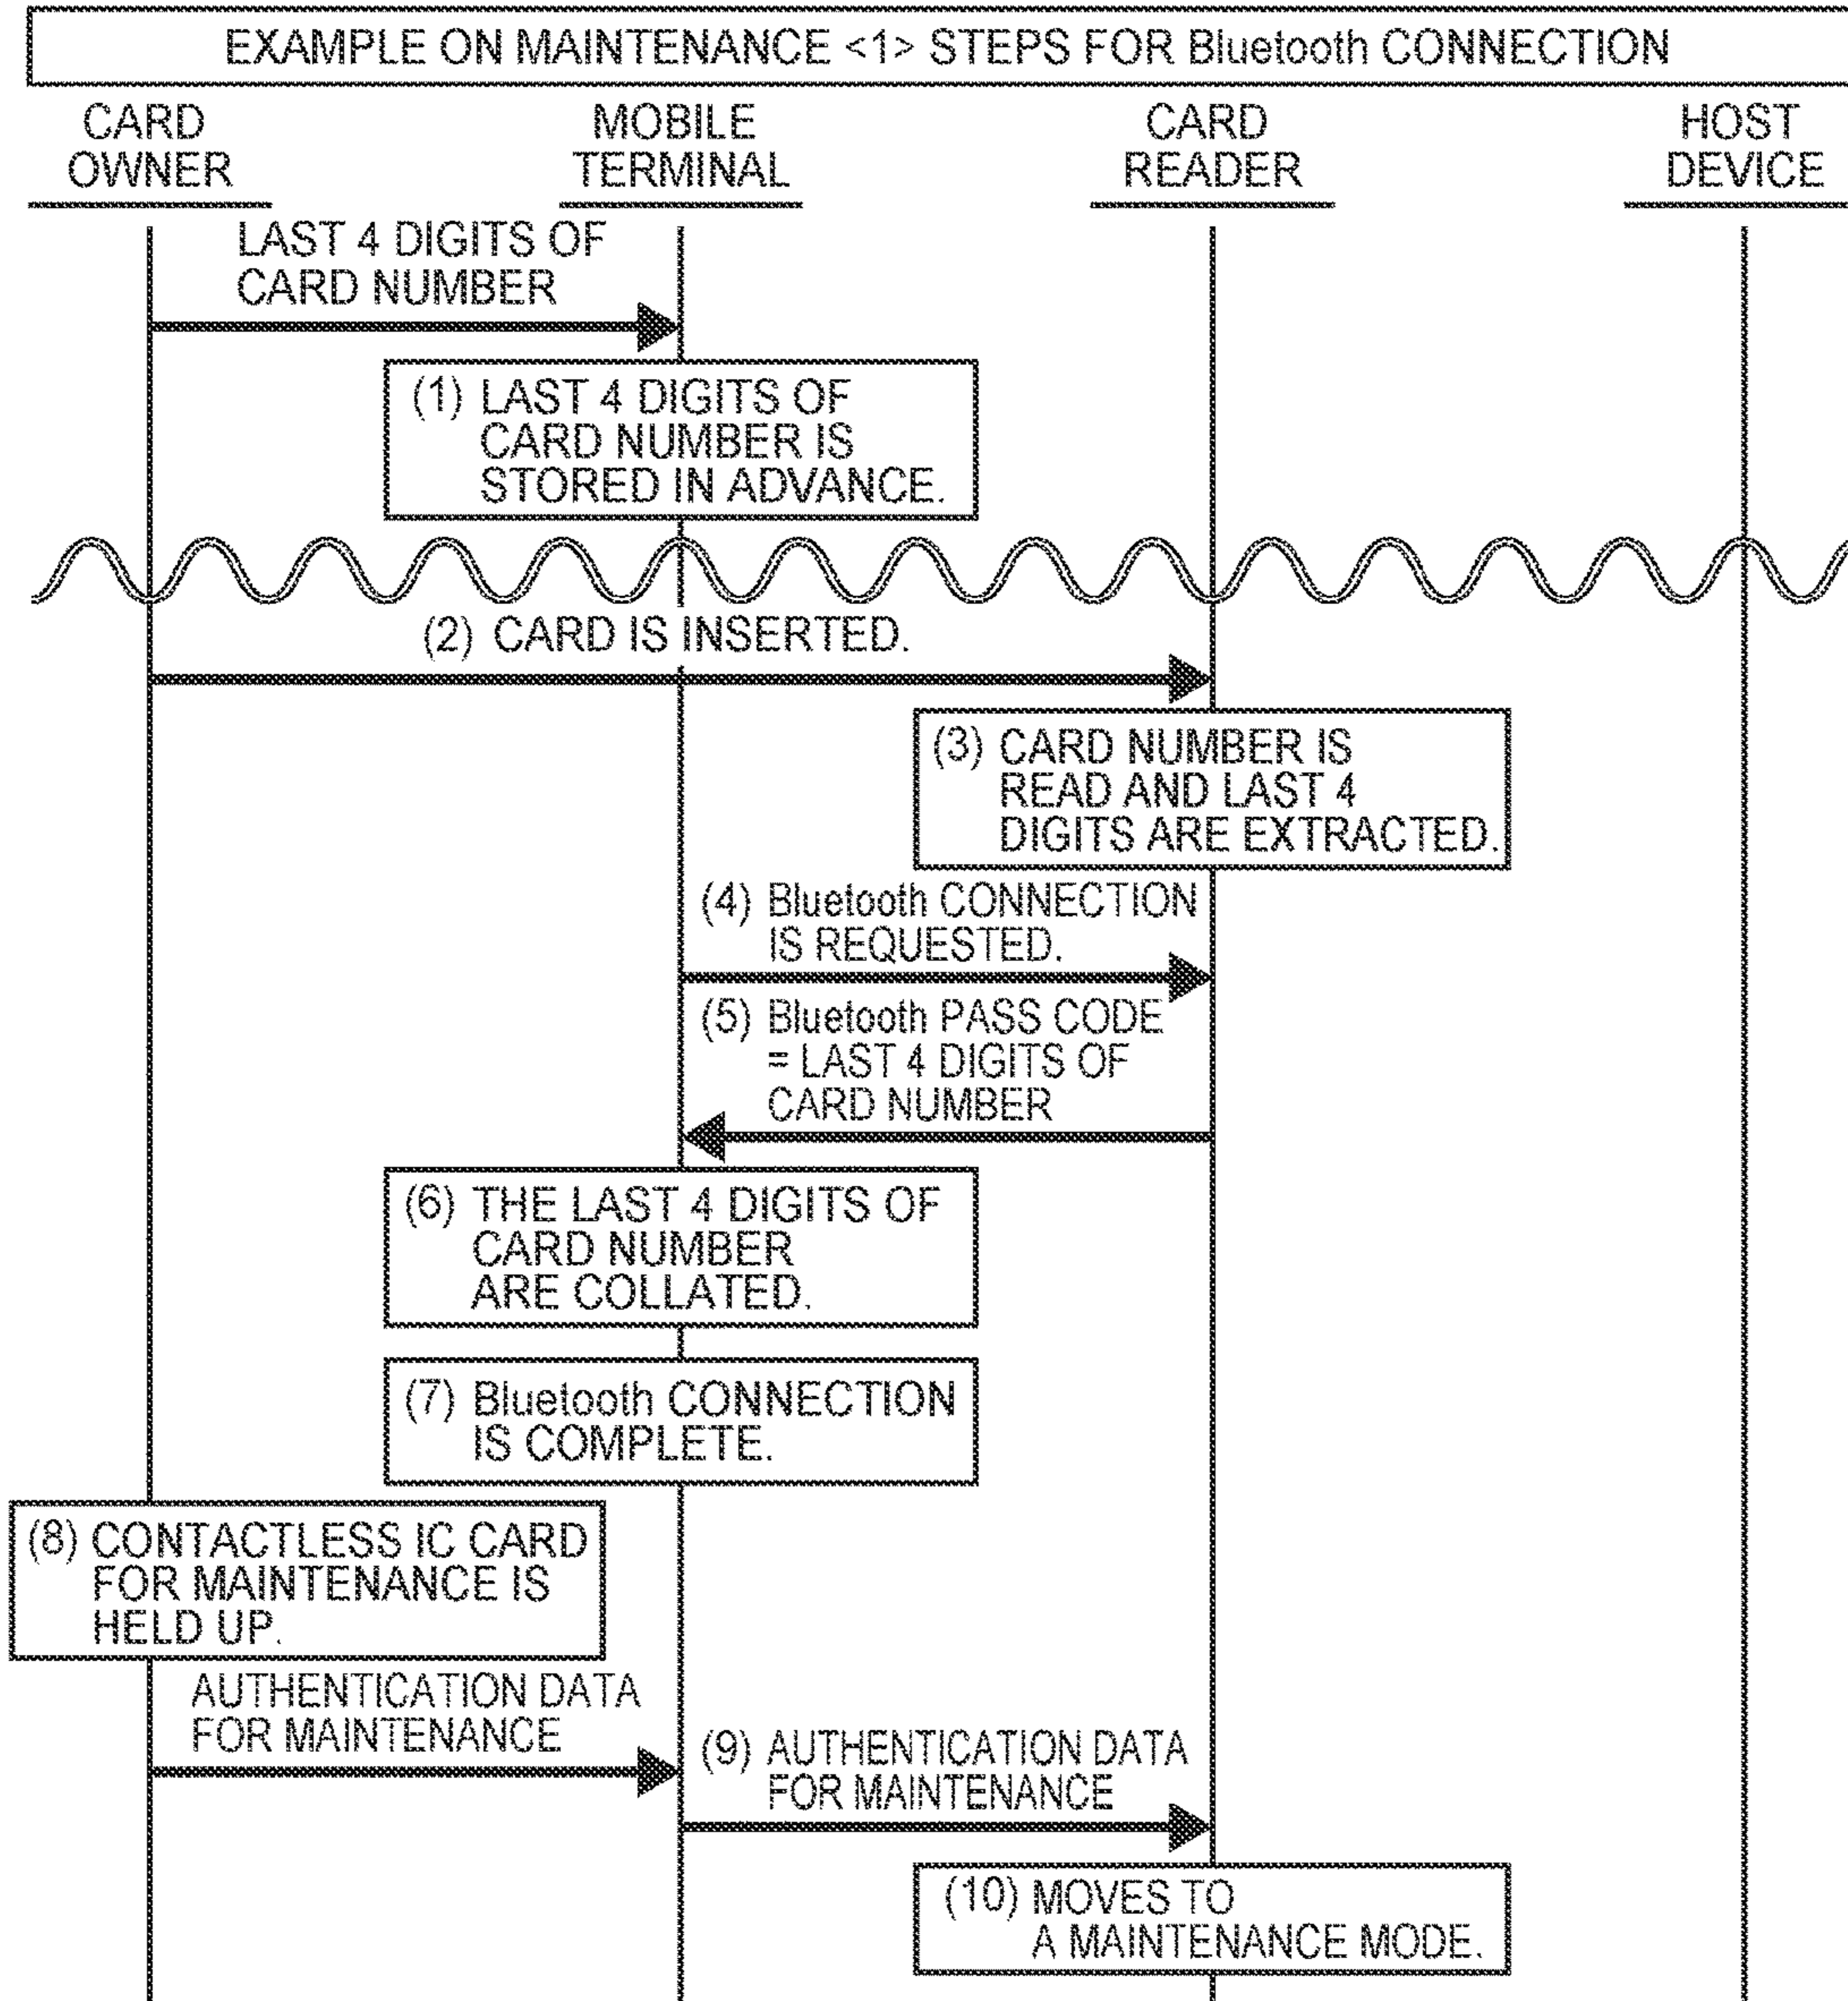 EXAMPLE ON MAINTENANCE <1> STEPS FOR Bluetooth CONNECTION
CARD
OWNER
MOBILE
TERMINAL
CARD
READER
HOST
DEVICE
LAST 4 DIGITS OF
CARD NUMBER
(1) LAST 4 DIGITS OF
CARD NUMBER IS
STORED IN ADVANCE.
(2) CARD IS INSERTED.
(3) CARD NUMBER IS
READ AND LAST 4
DIGITS ARE EXTRACTED.
(4) Bluetooth CONNECTION
IS REQUESTED.
(5) Bluetooth PASS CODE
= LAST 4 DIGITS OF
CARD NUMBER
(6) THE LAST 4 DIGITS OF
CARD NUMBER
ARE COLLATED.
(7) Bluetooth CONNECTION
IS COMPLETE.
(8) CONTACTLESS IC CARD
FOR MAINTENANCE IS
HELD UP.
AUTHENTICATION DATA
FOR MAINTENANCE
(9) AUTHENTICATION DATA
FOR MAINTENANCE
(10) MOVES TO
A MAINTENANCE MODE.